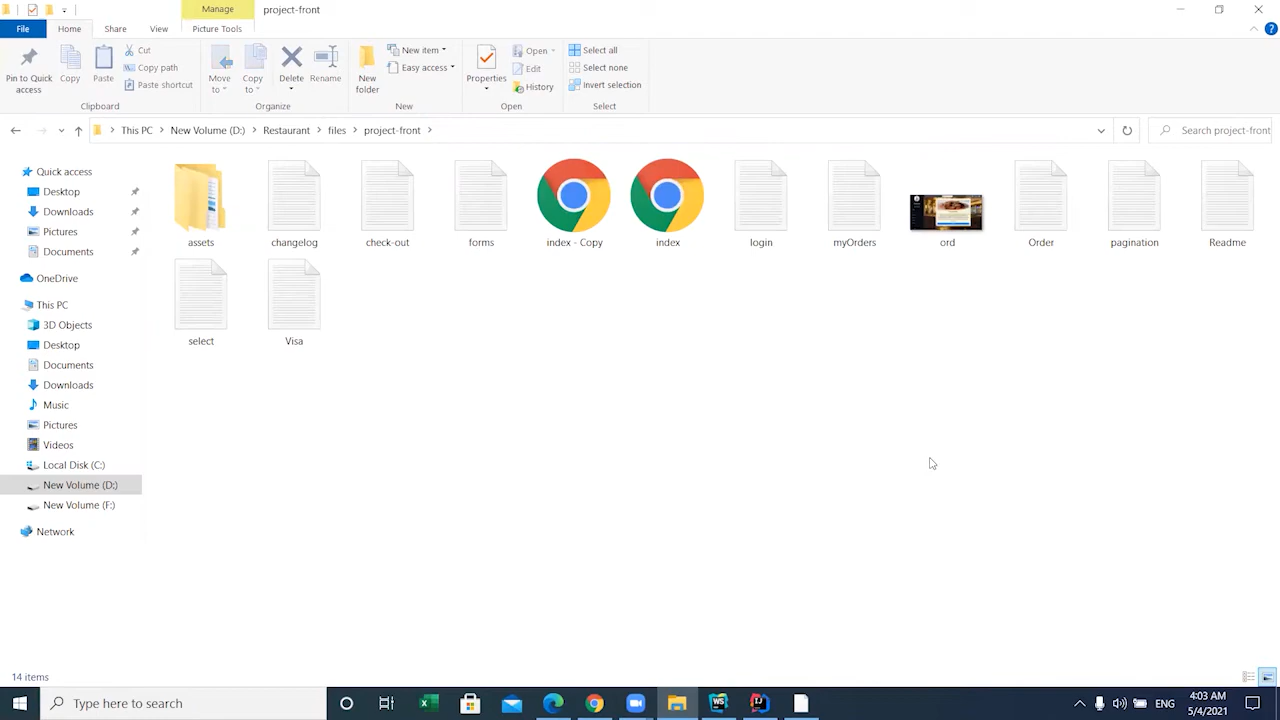 Manage
project-front
File
Home
Share
View
Picture Tools
Pin to Quick access
Copy
Paste
Cut
Copy path
Paste shortcut
Clipboard
Move to
Copy to
Delete
Rename
Organize
New folder
New item
Easy access
New
Properties
Open
Edit
History
Open
Select all
Select none
Invert selection
Select
This PC
New Volume (D:)
Restaurant
files
project-front
Search project-front
Quick access
Desktop
Downloads
Pictures
Documents
OneDrive
This PC
3D Objects
Desktop
Documents
Downloads
Music
Pictures
Videos
Local Disk (C:)
New Volume (D:)
New Volume (F:)
Network
assets
changelog
check-out
forms
index - Copy
index
login
myOrders
ord
Order
pagination
Readme
select
Visa
14 items
Type here to search
WS
IJ
ENG
4:03 AM
5/4/2021